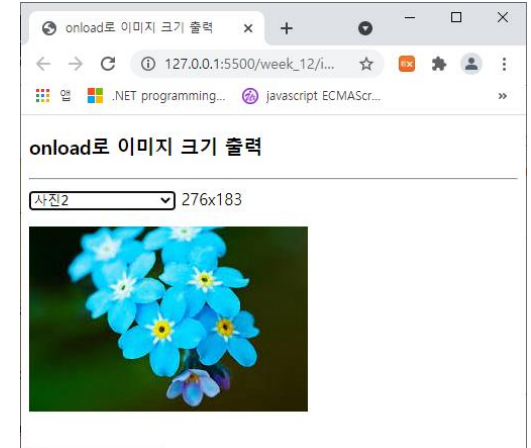 onload로 이미지 크기 출력
127.0.0.1:5500/week_12/i...
앱 .NET programming... javascript ECMAScr... »
onload로 이미지 크기 출력
사진2 276x183